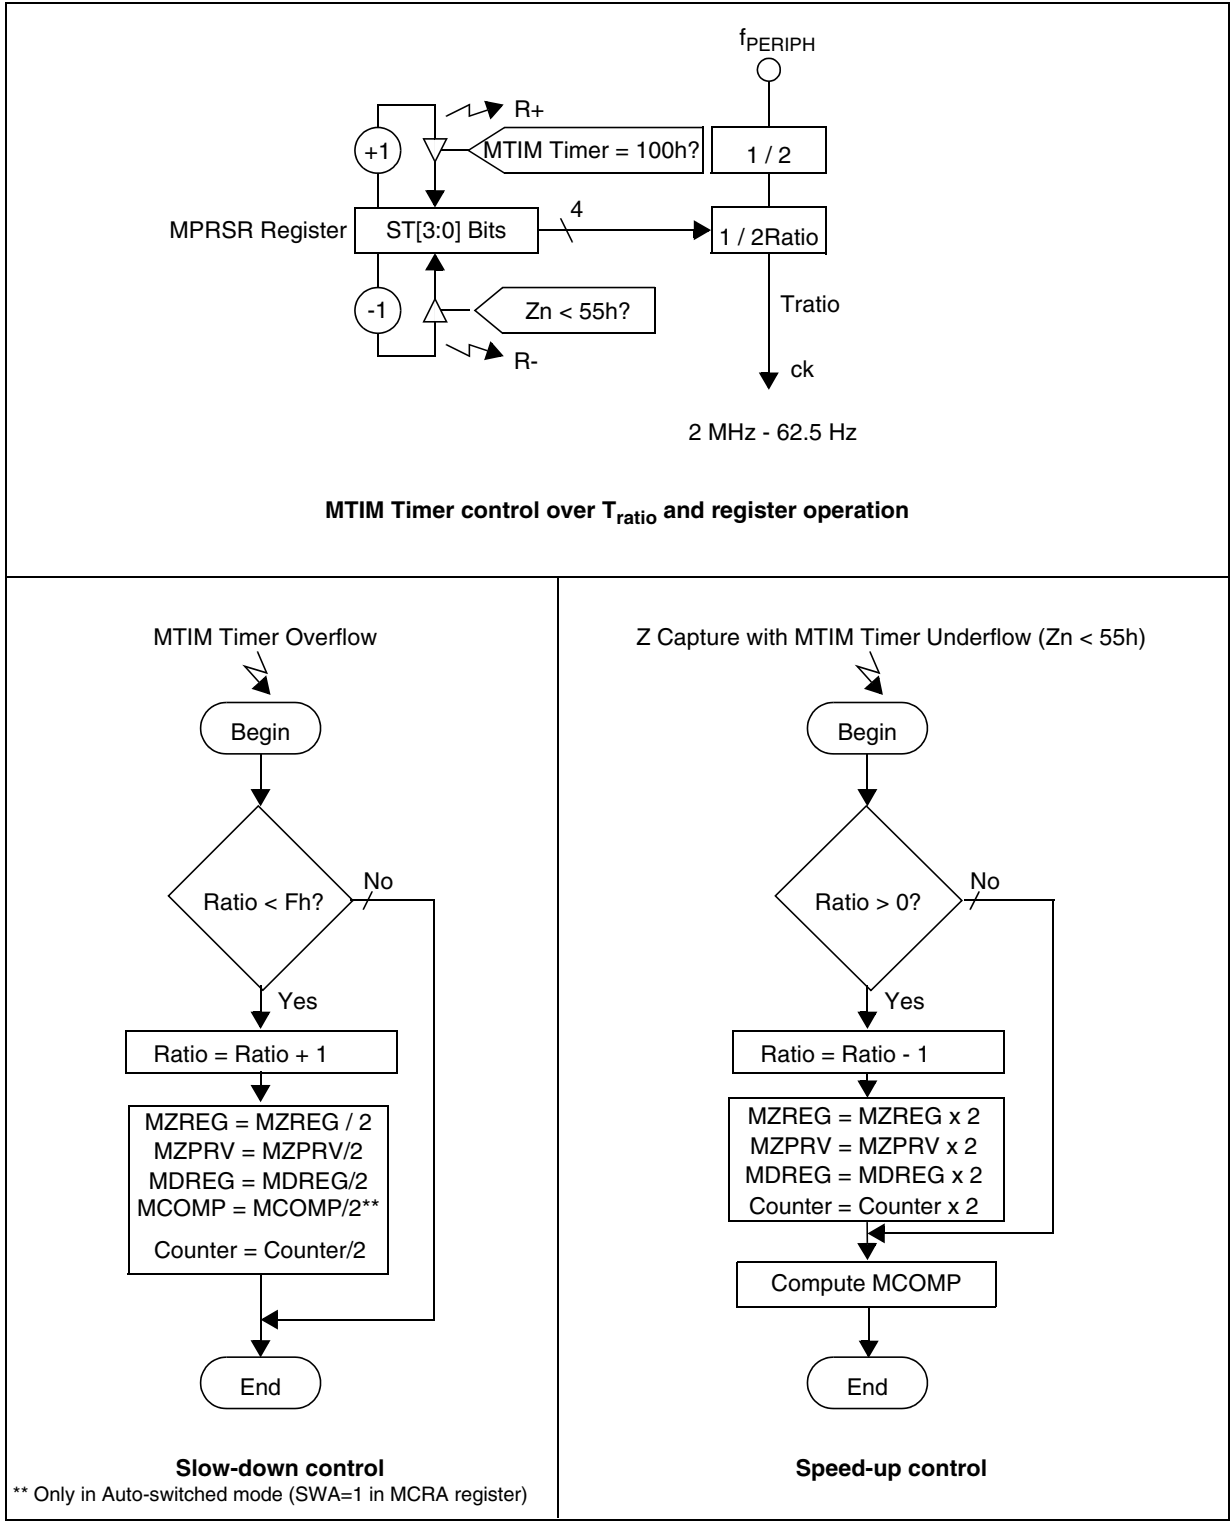 fPERIPH
R+
+1
MTIM Timer = 100h?
1 / 2
4
MPRSR Register
ST[3:0] Bits
1 / 2Ratio
-1
Zn < 55h?
Tratio
R-
ck
2 MHz - 62.5 Hz
MTIM Timer control over Tratio and register operation
MTIM Timer Overflow
Begin
Ratio < Fh?
No
Yes
Ratio = Ratio + 1
MZREG = MZREG / 2
MZPRV = MZPRV/2
MDREG = MDREG/2
MCOMP = MCOMP/2**
Counter = Counter/2
End
Slow-down control
** Only in Auto-switched mode (SWA=1 in MCRA register)
Z Capture with MTIM Timer Underflow (Zn < 55h)
Begin
Ratio > 0?
No
Yes
Ratio = Ratio - 1
MZREG = MZREG x 2
MZPRV = MZPRV x 2
MDREG = MDREG x 2
Counter = Counter x 2
Compute MCOMP
End
Speed-up control